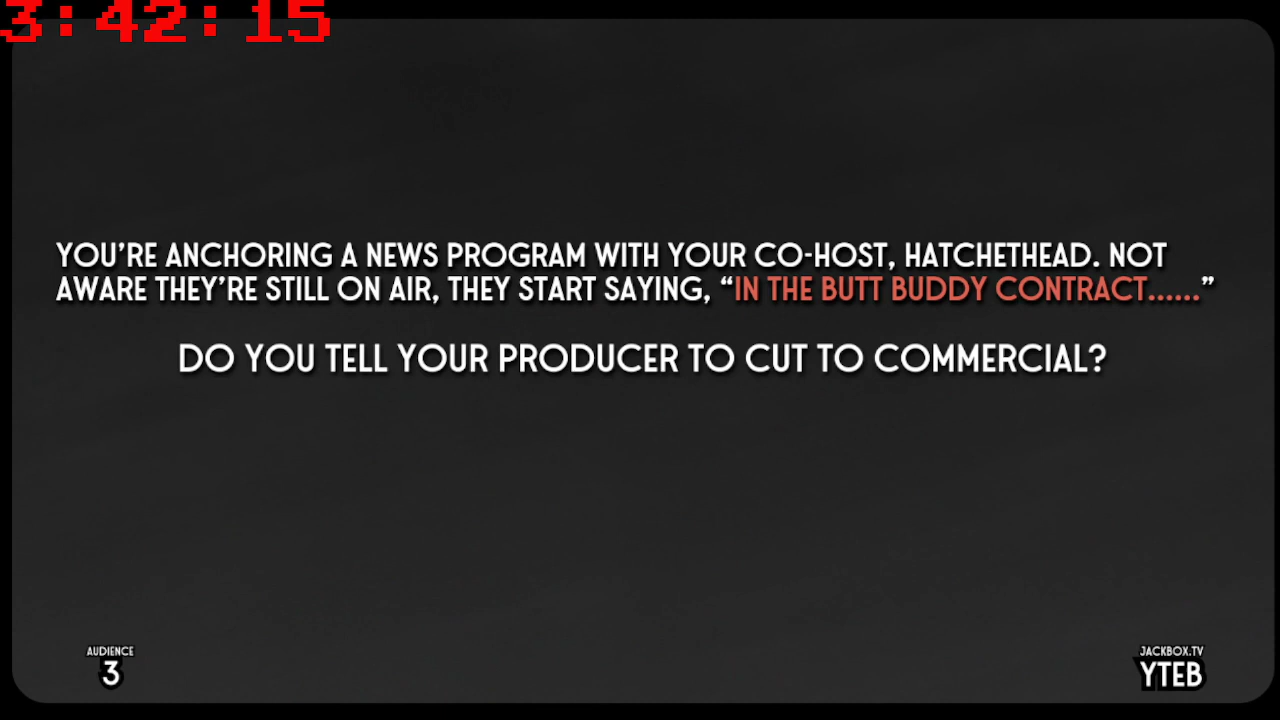 3:42:15
YOU'RE ANCHORING A NEWS PROGRAM WITH YOUR CO-HOST, HATCHETHEAD. NOT
AWARE THEY'RE STILL ON AIR, THEY START SAYING, “IN THE BUTT BUDDY CONTRACT......”
DO YOU TELL YOUR PRODUCER TO CUT TO COMMERCIAL?
AUDIENCE
3
JACKBOX.TV
YTEB